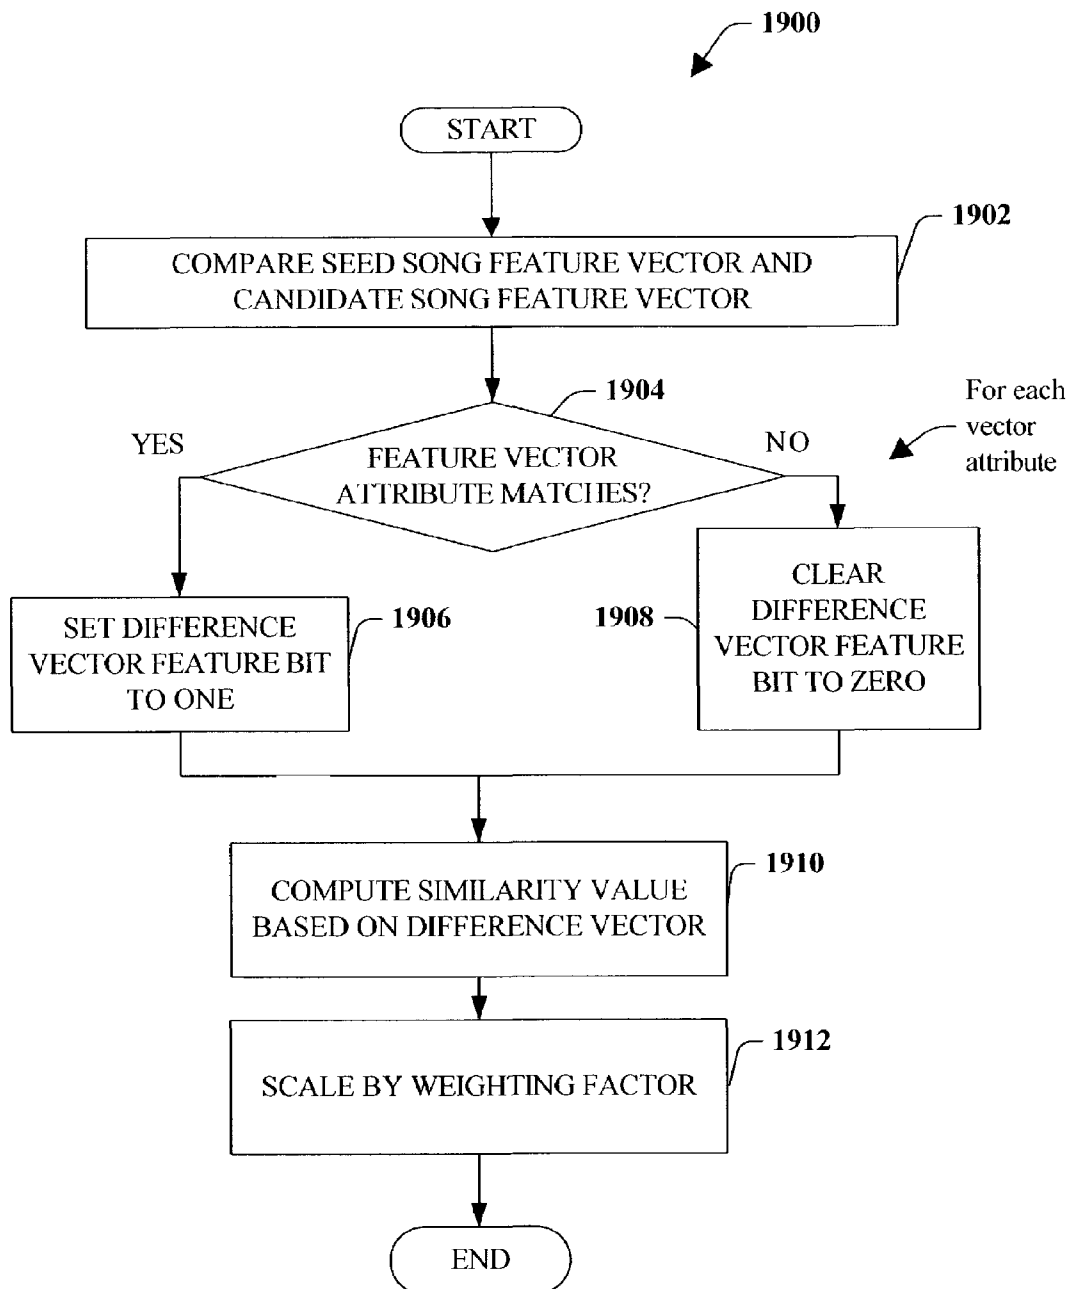 1900
START
1902
COMPARE SEED SONG FEATURE VECTOR AND
CANDIDATE SONG FEATURE VECTOR
1904
For each
vector
attribute
YES
NO
FEATURE VECTOR
ATTRIBUTE MATCHES?
SET DIFFERENCE
VECTOR FEATURE BIT
TO ONE
1906
1908
CLEAR
DIFFERENCE
VECTOR FEATURE
BIT TO ZERO
1910
COMPUTE SIMILARITY VALUE
BASED ON DIFFERENCE VECTOR
1912
SCALE BY WEIGHTING FACTOR
END